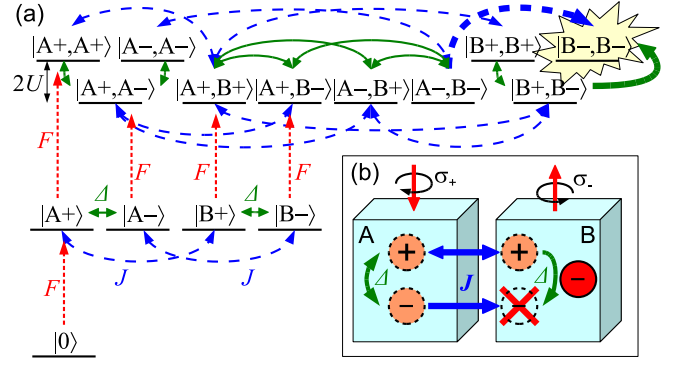 (a)
|A+,A+⟩ |A−,A−⟩ |B+,B+⟩ |B−,B−⟩
2U
|A+,A−⟩ |A+,B+⟩ |A+,B−⟩ |A−,B+⟩ |A−,B−⟩ |B+,B−⟩
F F F F
|A+⟩ Δ |A−⟩ |B+⟩ Δ |B−⟩
J J
F
|0⟩
(b)
σ+ σ-
A B
+ +
Δ J Δ −
− −